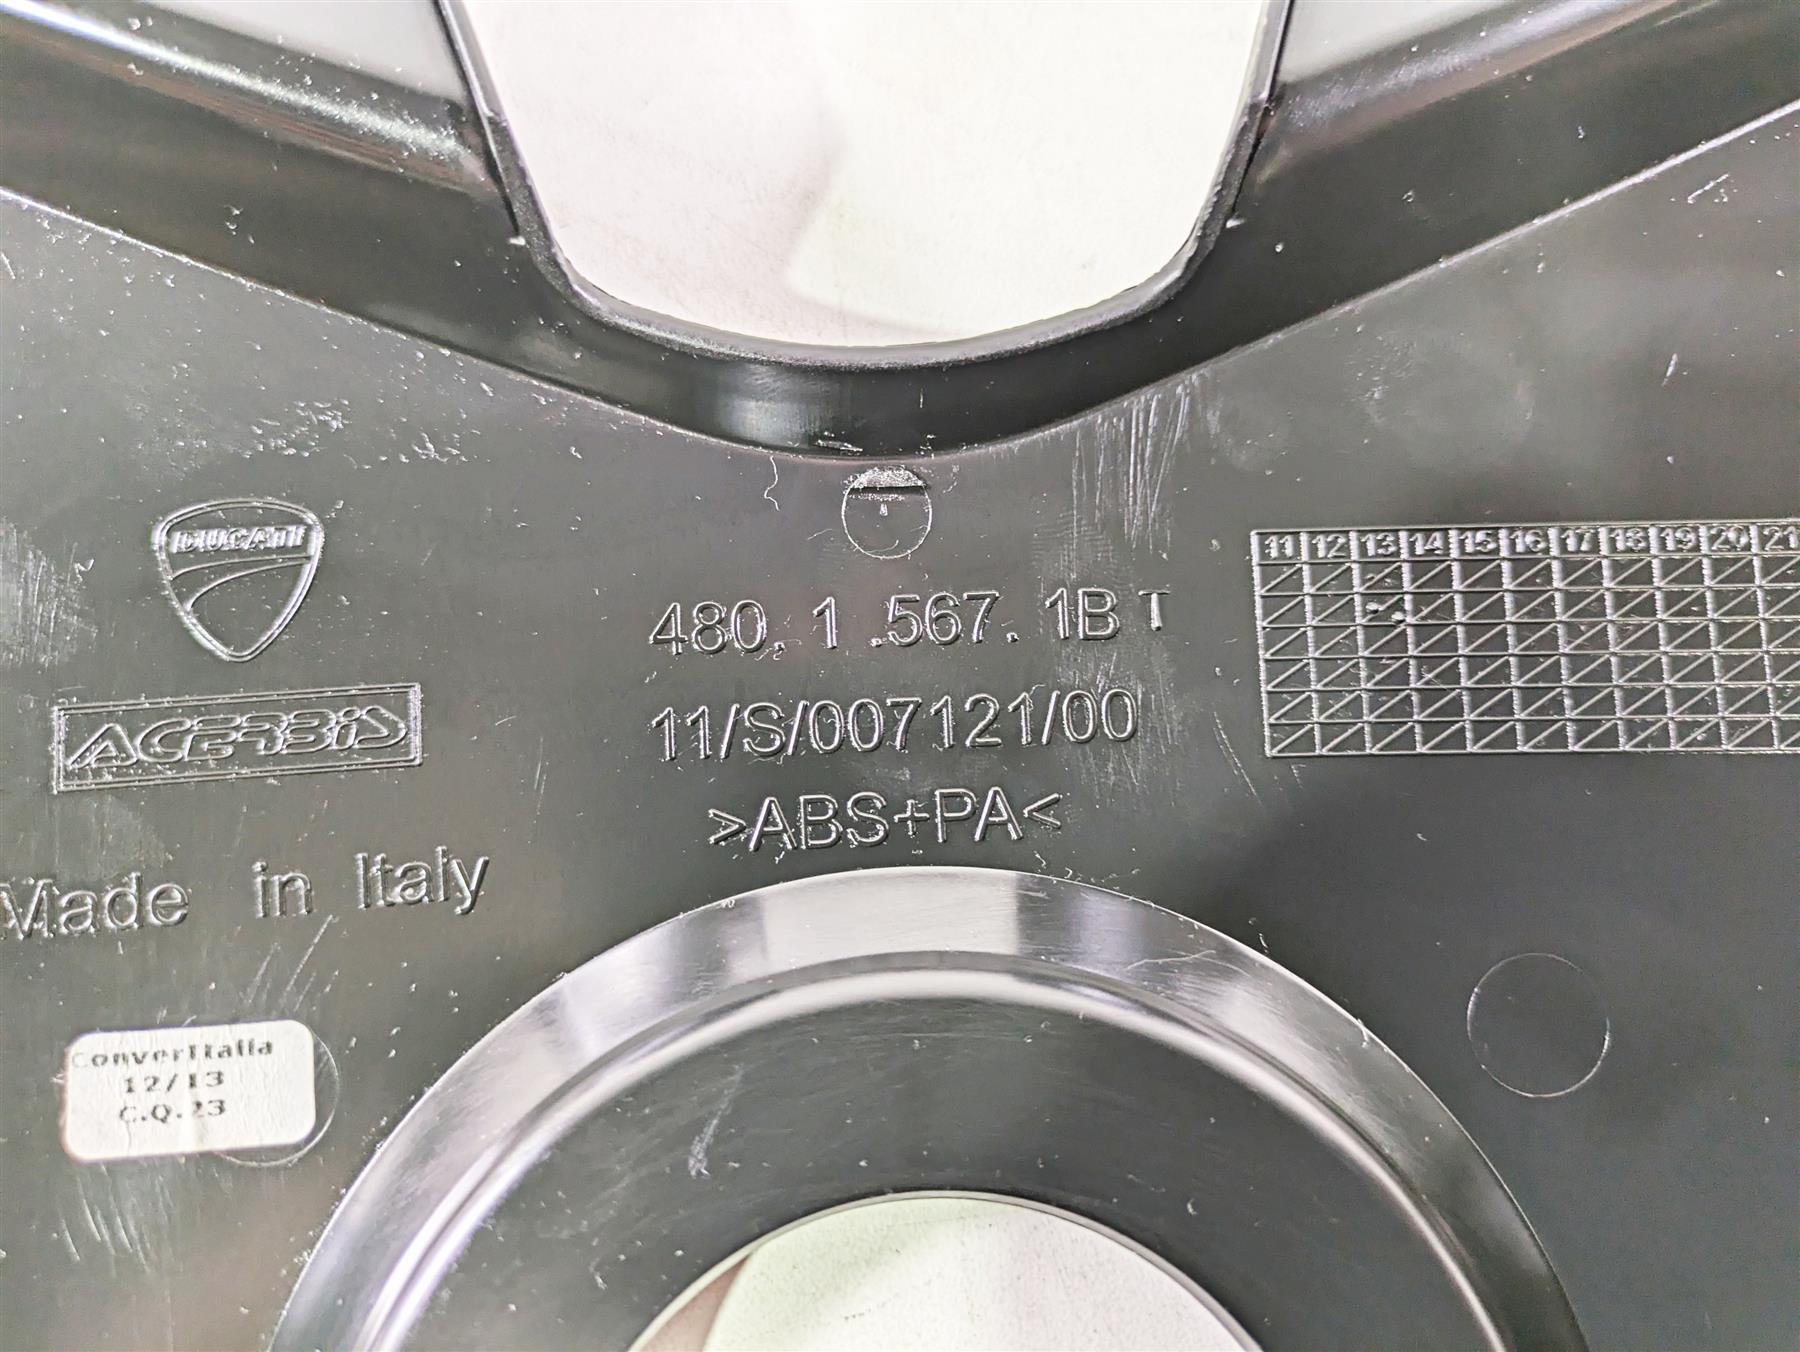 DUCATI
480. 1 .567. 1B T
11 12 13 14 15 16 17 18 19 20 21
ACERBIS
11/S/007121/00
>ABS+PA<
Made in Italy
ConverItalia
12/13
C.Q.23